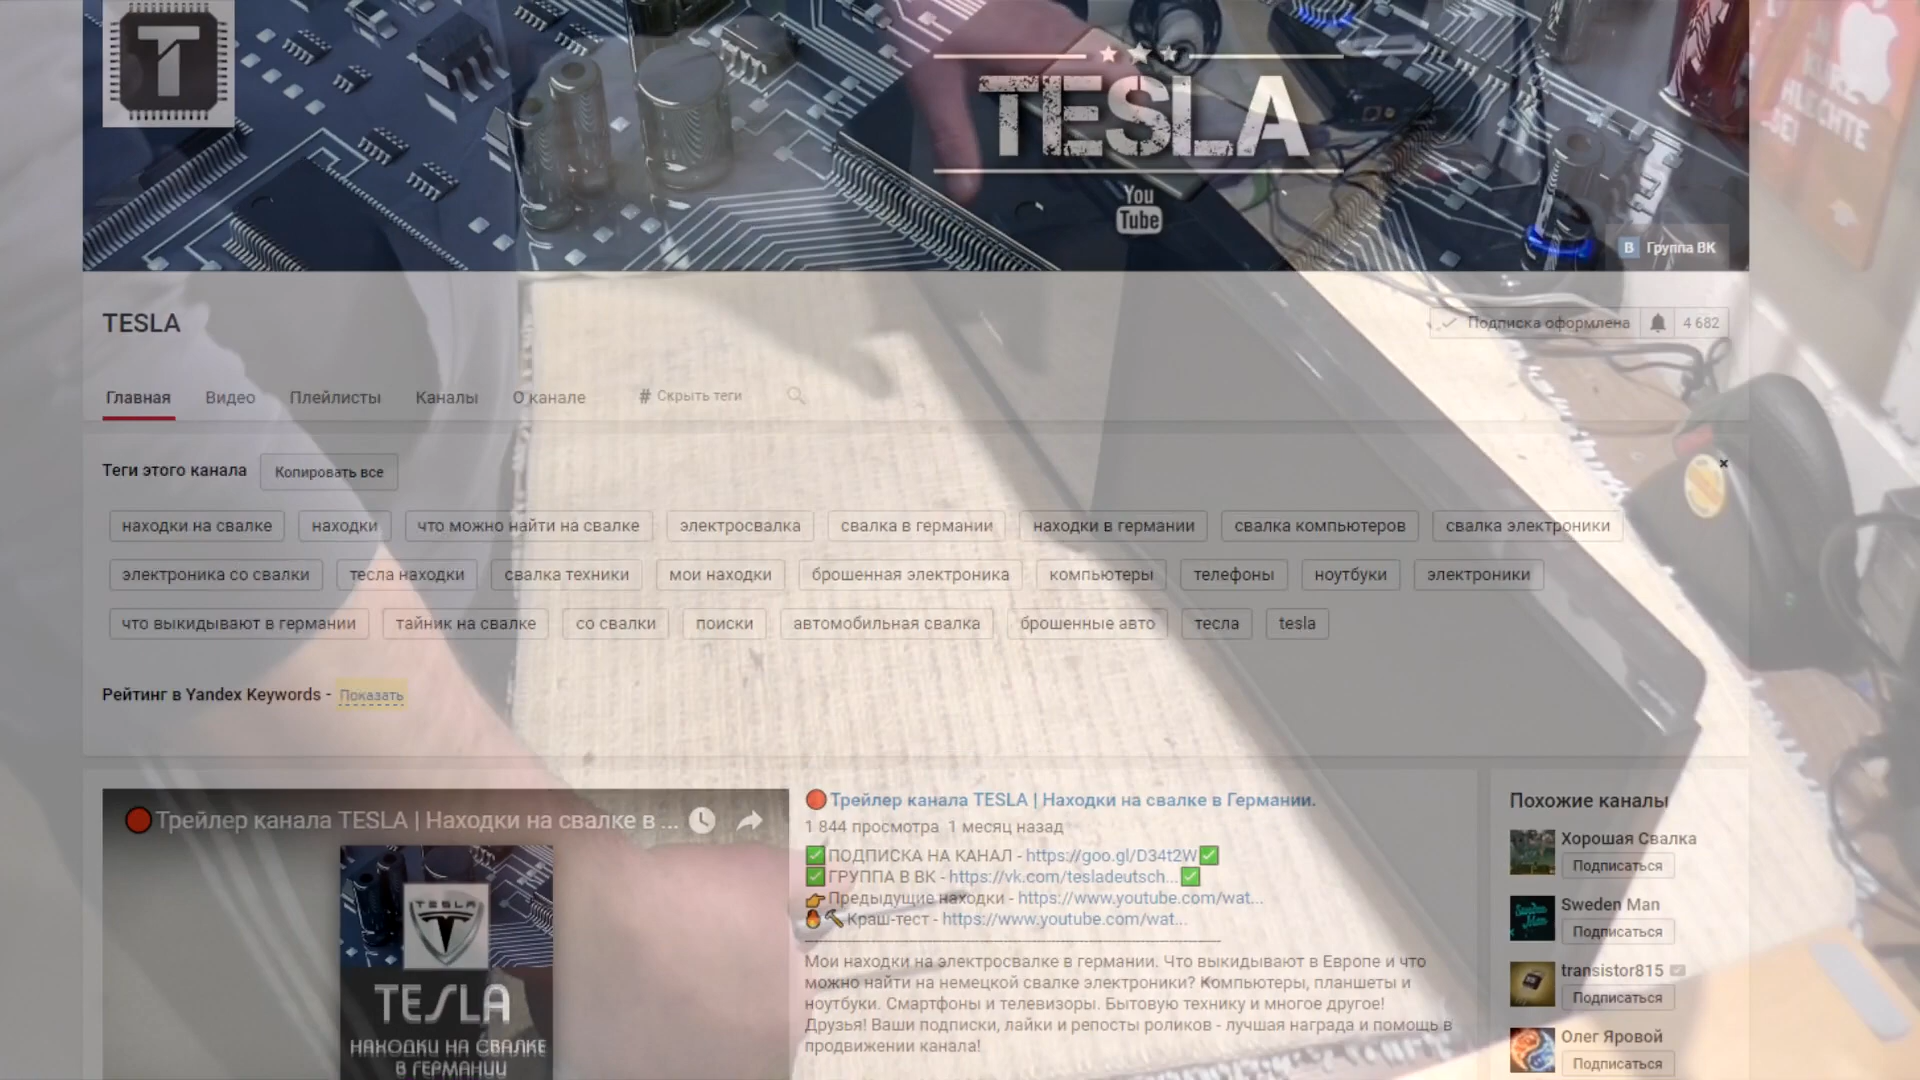 T
TESLA
You
Tube
В Группа ВК
TESLA
Подписка оформлена 4 682
Главная Видео Плейлисты Каналы О канале # Скрыть теги
Теги этого канала Копировать все
×
находки на свалке находки что можно найти на свалке электросвалка свалка в германии находки в германии свалка компьютеров свалка электроники
электроника со свалки тесла находки свалка техники мои находки брошенная электроника компьютеры телефоны ноутбуки электроники
что выкидывают в германии тайник на свалке со свалки поиски автомобильная свалка брошенные авто тесла tesla
Рейтинг в Yandex Keywords - Показать
Трейлер канала TESLA | Находки на свалке в ...
TESLA
TESLA
НАХОДКИ НА СВАЛКЕ
В ГЕРМАНИИ
Трейлер канала TESLA | Находки на свалке в Германии.
1 844 просмотра 1 месяц назад
✅ПОДПИСКА НА КАНАЛ - https://goo.gl/D34t2W✅
✅ГРУППА В ВК - https://vk.com/tesladeutsch...✅
👉Предыдущие находки - https://www.youtube.com/wat...
🔥🔨Краш-тест - https://www.youtube.com/wat...
Мои находки на электросвалке в германии. Что выкидывают в Европе и что
можно найти на немецкой свалке электроники? Компьютеры, планшеты и
ноутбуки. Смартфоны и телевизоры. Бытовую технику и многое другое!
Друзья! Ваши подписки, лайки и репосты роликов - лучшая награда и помощь в
продвижении канала!
Похожие каналы
Хорошая Свалка
Подписаться
Sweden Man
Подписаться
transistor815
Подписаться
Олег Яровой
Подписаться